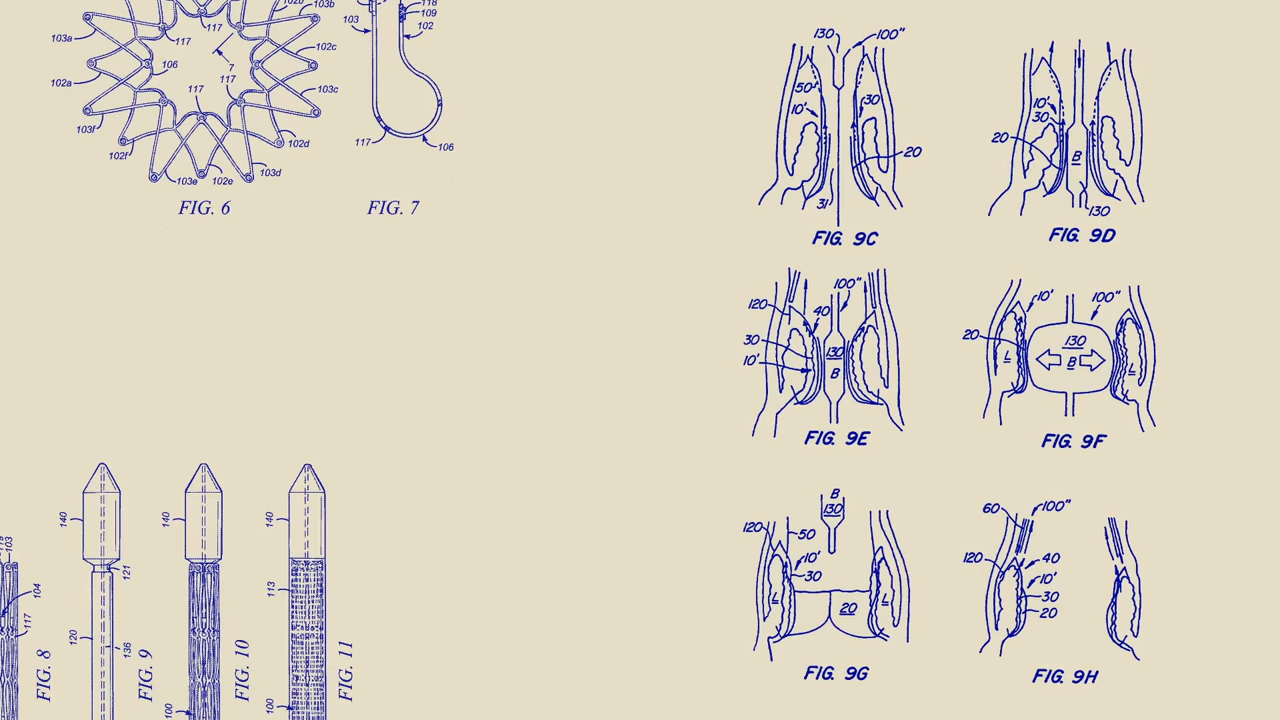 102b
103b
117
103a
117
102c
106
7
102a
117
117
103c
103f
102f
102d
103e
102e
103d
FIG. 6
118
109
103
102
117
106
FIG. 7
130
100"
50
10'
30
20
31
FIG. 9C
10'
30
20
B
130
FIG. 9D
100"
120
40
30
130
10'
B
FIG. 9E
10'
100"
20
130
L
B
L
FIG. 9F
B
130
120
50
10'
30
L
L
20
FIG. 9G
60
100"
120
40
10'
30
20
FIG. 9H
103
104
117
FIG. 8
140
121
120
136
FIG. 9
140
100
FIG. 10
140
113
100
FIG. 11